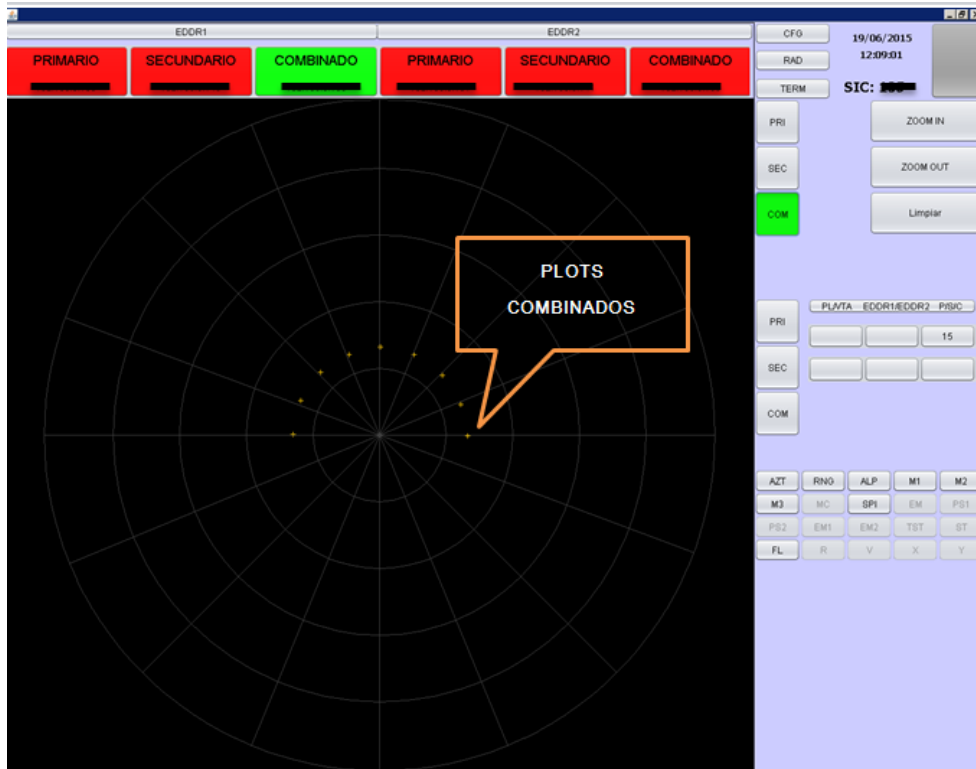 EDDR1 EDDR2
PRIMARIO SECUNDARIO COMBINADO PRIMARIO SECUNDARIO COMBINADO
CFG
RAD
TERM
19/06/2015
12:09:01
SIC:
PRI
SEC
COM
ZOOM IN
ZOOM OUT
Limpiar
PLOTS
COMBINADOS
PRI
SEC
COM
PL/VTA EDDR1/EDDR2 P/S/C
15
AZT RNG ALP M1 M2
M3 MC SPI EM PS1
PS2 EM1 EM2 TST ST
FL R V X Y